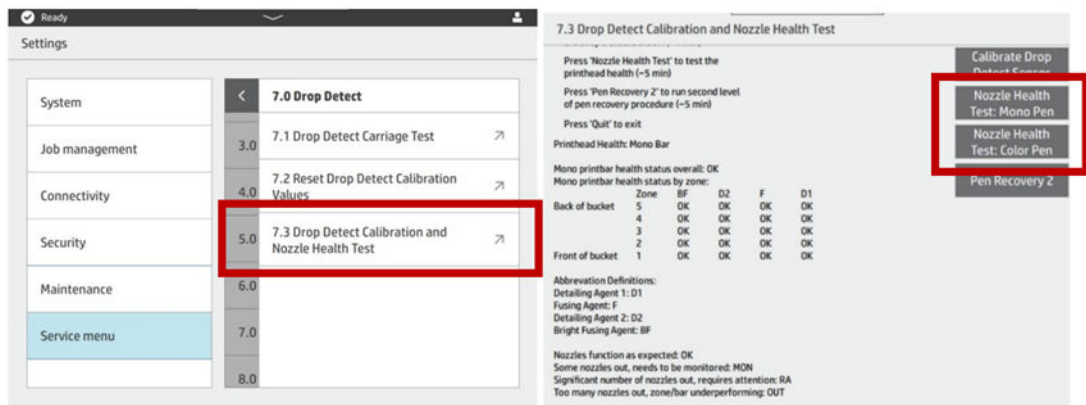 Ready
Settings
System
Job management
Connectivity
Security
Maintenance
Service menu
3.0
4.0
5.0
6.0
7.0
8.0
7.0 Drop Detect
7.1 Drop Detect Carriage Test
7.2 Reset Drop Detect Calibration
Values
7.3 Drop Detect Calibration and
Nozzle Health Test
7.3 Drop Detect Calibration and Nozzle Health Test
Press 'Nozzle Health Test' to test the
printhead health (~5 min)
Press 'Pen Recovery 2' to run second level
of pen recovery procedure (~5 min)
Press 'Quit' to exit
Printhead Health: Mono Bar
Mono printbar health status overall: OK
Mono printbar health status by zone:
Zone BF D2 F D1
Back of bucket 5 OK OK OK OK
4 OK OK OK OK
3 OK OK OK OK
2 OK OK OK OK
Front of bucket 1 OK OK OK OK
Abbrevation Definitions:
Detailing Agent 1: D1
Fusing Agent: F
Detailing Agent 2: D2
Bright Fusing Agent: BF
Nozzles function as expected: OK
Some nozzles out, needs to be monitored: MON
Significant number of nozzles out, requires attention: RA
Too many nozzles out, zone/bar underperforming: OUT
Calibrate Drop
Detect Sensor
Nozzle Health
Test: Mono Pen
Nozzle Health
Test: Color Pen
Pen Recovery 2